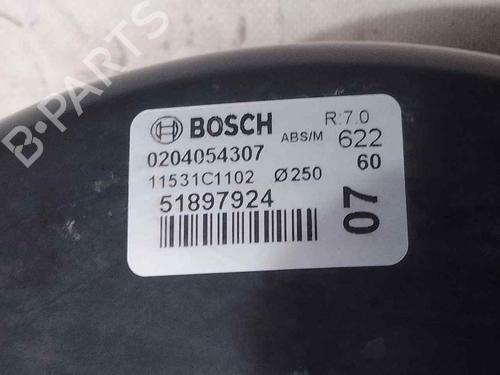 B-PARTS
BOSCH
R:7.0
ABS/M 622
0204054307 60
11531C1102 Ø250
51897924
07